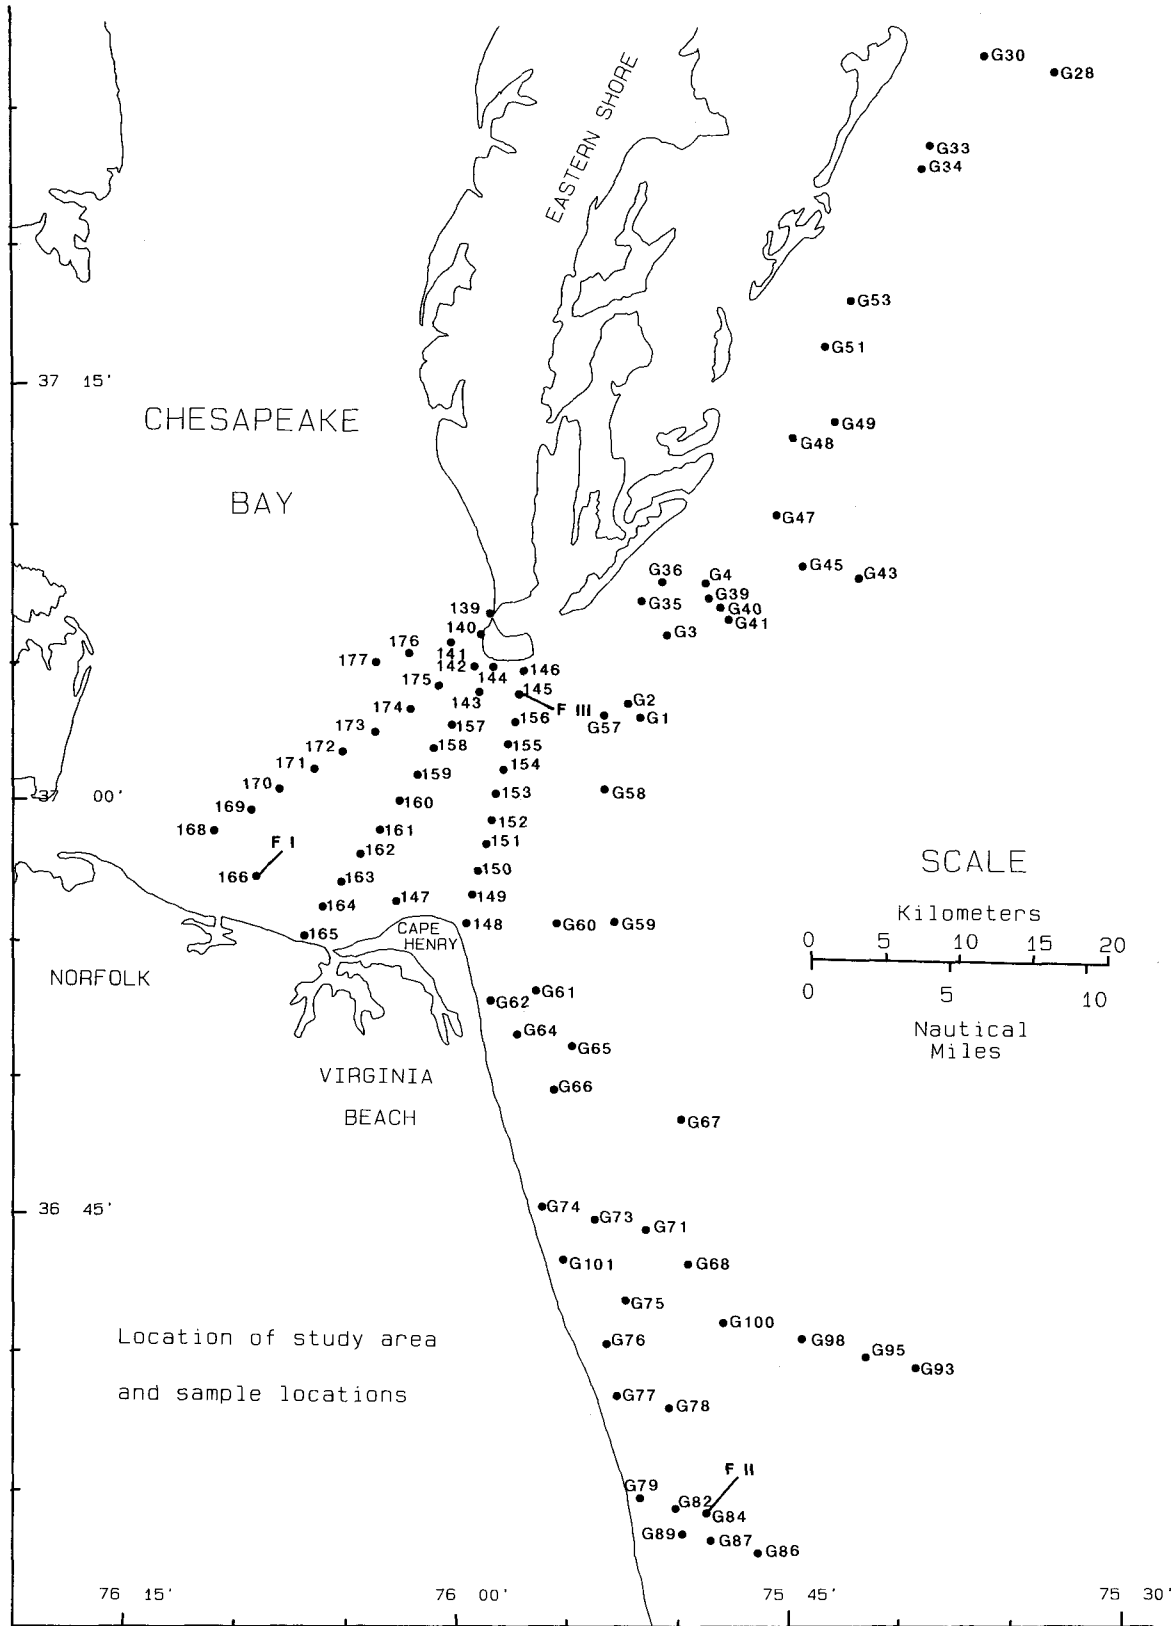 G30
G28
EASTERN SHORE
G33
G34
G53
G51
37 15'
CHESAPEAKE
BAY
G49
G48
G47
G45
G43
G36
G4
G39
G35
G40
G41
G3
139
140
176
141
177
142
144
146
175
143
145
F III
G2
G57
G1
174
157
156
173
158
155
172
171
159
154
170
153
G58
37 00'
160
169
152
168
161
151
F I
162
150
166
163
149
147
164
148
165
CAPE
HENRY
G60
G59
NORFOLK
SCALE
Kilometers
0 5 10 15 20
0 5 10
Nautical
Miles
G61
G62
G64
G65
VIRGINIA
BEACH
G66
G67
36 45'
G74
G73
G71
G101
G68
G75
G100
G76
G98
G95
G93
Location of study area
and sample locations
G77
G78
F II
G79
G82
G84
G89
G87
G86
76 15'
76 00'
75 45'
75 30'